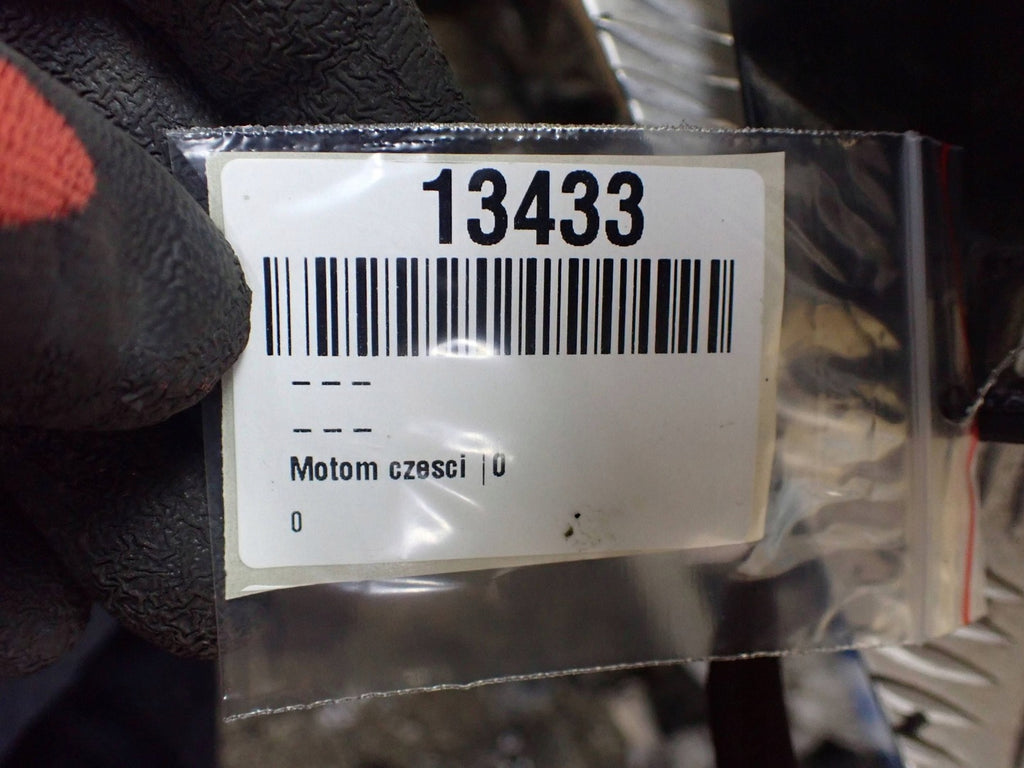 13433
---
---
Motom czesci |0
0